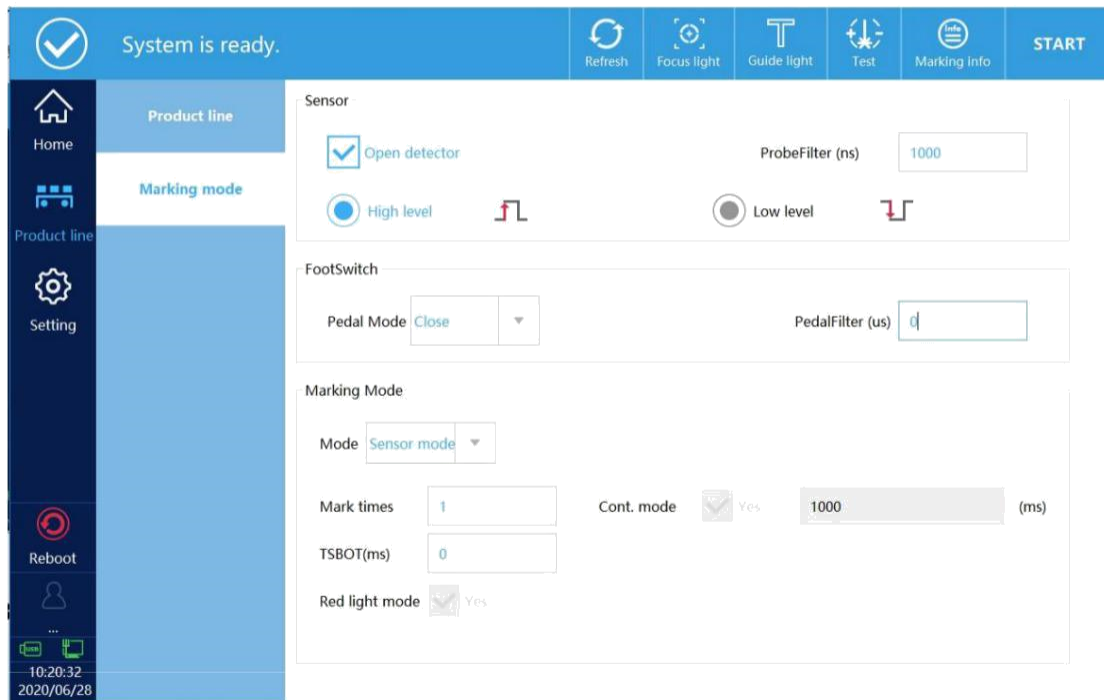 System is ready.
Refresh
Focus light
Guide light
Test
Info
Marking info
START
Home
Product line
Setting
Reboot
...
USB
10:20:32
2020/06/28
Product line
Marking mode
Sensor
Open detector
ProbeFilter (ns) 1000
High level
Low level
FootSwitch
Pedal Mode Close
PedalFilter (us) 0
Marking Mode
Mode Sensor mode
Mark times 1
Cont. mode Yes 1000 (ms)
TSBOT(ms) 0
Red light mode Yes